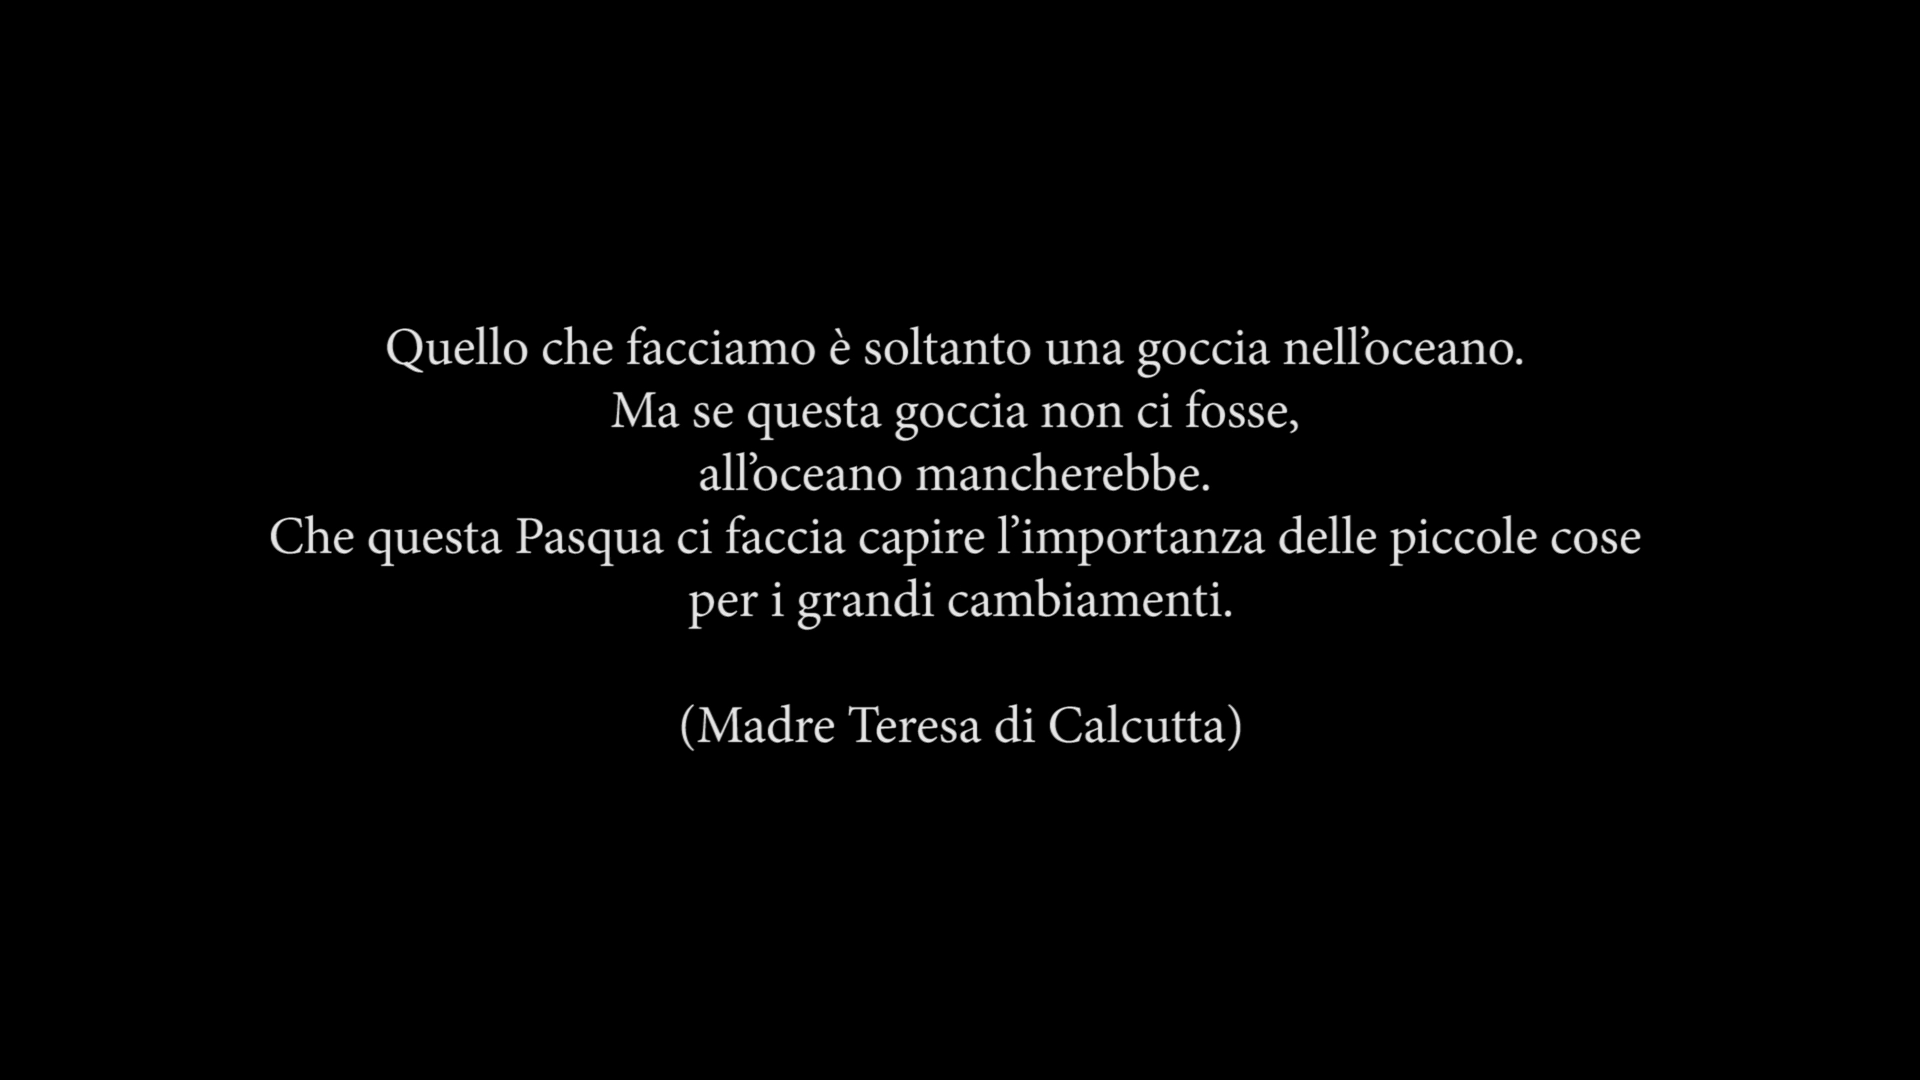 Quello che facciamo è soltanto una goccia nell’oceano.
Ma se questa goccia non ci fosse,
all’oceano mancherebbe.
Che questa Pasqua ci faccia capire l’importanza delle piccole cose
per i grandi cambiamenti.
(Madre Teresa di Calcutta)